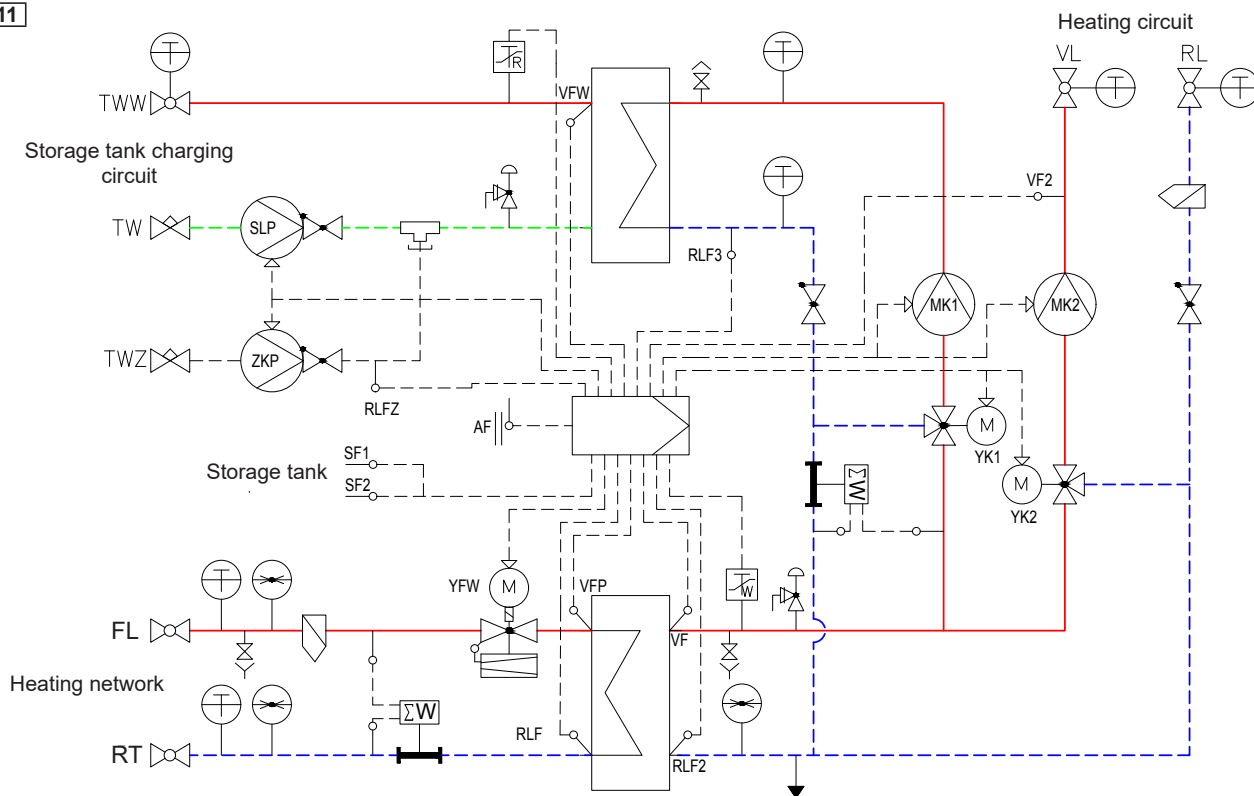 11
Heating circuit
VL
RL
T
T
T
T
R
TWW
VFW
Storage tank charging
circuit
T
VF2
TW
SLP
RLF3
MK1
MK2
TWZ
ZKP
RLFZ
AF
M
YK1
SF1
Storage tank
SF2
ΣW
M
YK2
T
YFW
M
VFP
W
FL
VF
Heating network
T
ΣW
RLF
RT
RLF2